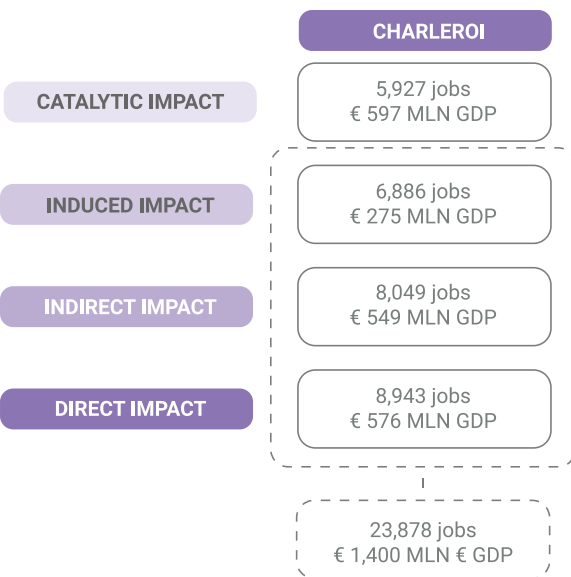 CHARLEROI
CATALYTIC IMPACT
5,927 jobs
€ 597 MLN GDP
INDUCED IMPACT
6,886 jobs
€ 275 MLN GDP
INDIRECT IMPACT
8,049 jobs
€ 549 MLN GDP
DIRECT IMPACT
8,943 jobs
€ 576 MLN GDP
23,878 jobs
€ 1,400 MLN € GDP